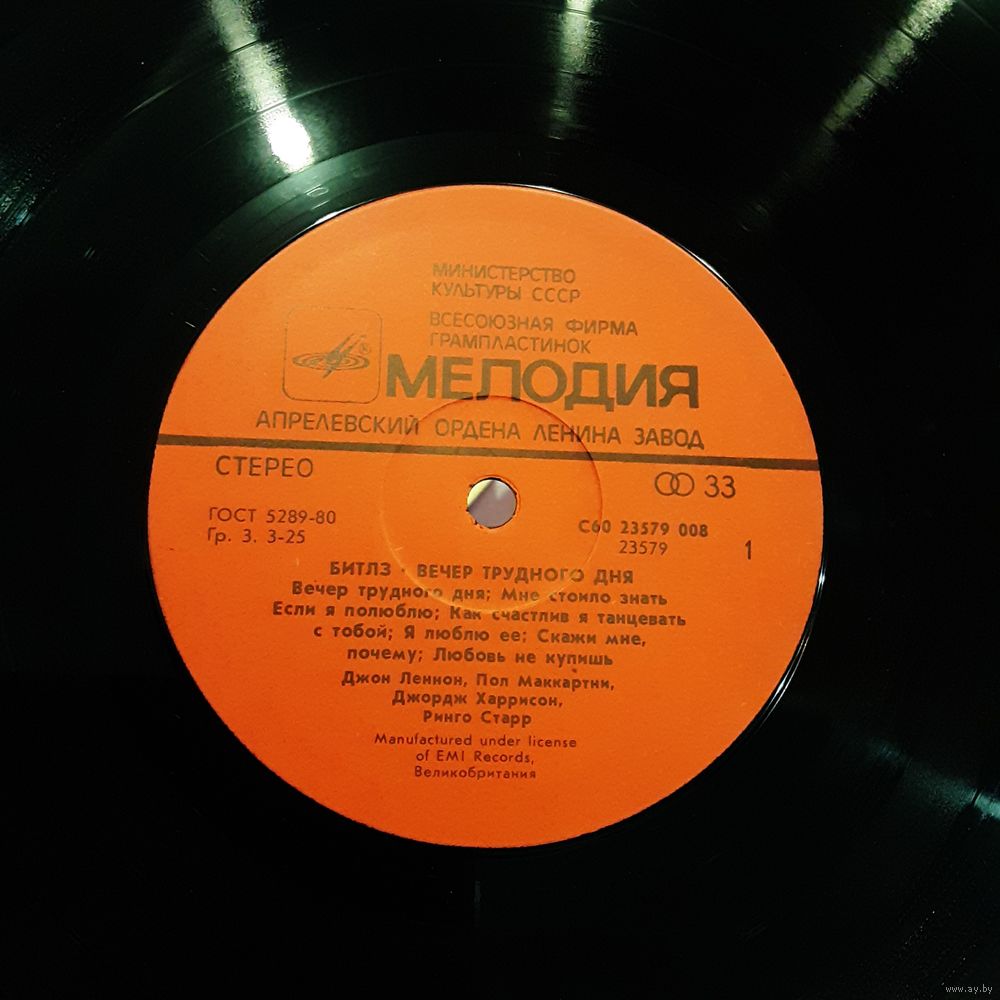 МИНИСТЕРСТВО
КУЛЬТУРЫ СССР
ВСЕСОЮЗНАЯ ФИРМА
ГРАМПЛАСТИНОК
МЕЛОДИЯ
АПРЕЛЕВСКИЙ ОРДЕНА ЛЕНИНА ЗАВОД
СТЕРЕО
33
ГОСТ 5289-80
Гр. 3. 3-25
С60 23579 008
23579
1
БИТЛЗ · ВЕЧЕР ТРУДНОГО ДНЯ
Вечер трудного дня; Мне стоило знать
Если я полюблю; Как счастлив я танцевать
с тобой; Я люблю ее; Скажи мне,
почему; Любовь не купишь
Джон Леннон, Пол Маккартни,
Джордж Харрисон,
Ринго Старр
Manufactured under license
of EMI Records,
Великобритания
www.ay.by